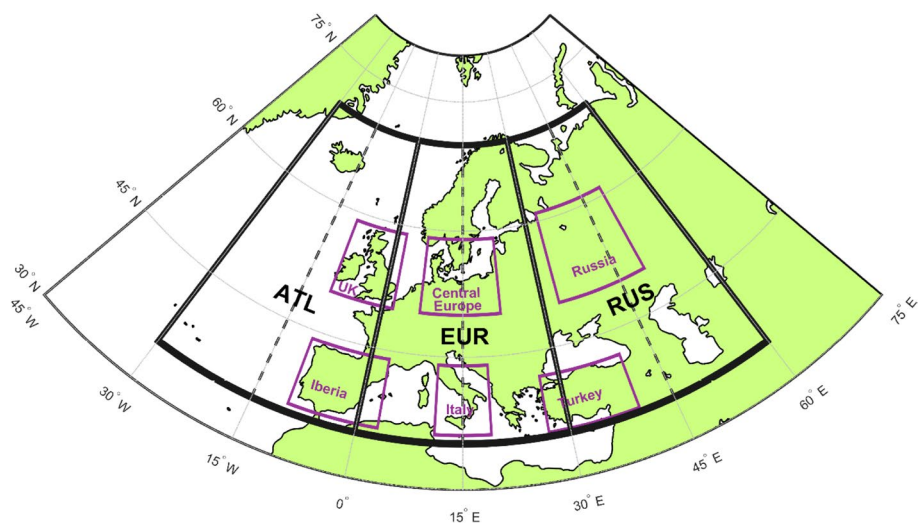 75° N
60° N
45° N
30° N
45° W
30° W
15° W
0°
15° E
30° E
45° E
60° E
75° E
ATL
EUR
RUS
UK
Central
Europe
Russia
Iberia
Italy
Turkey